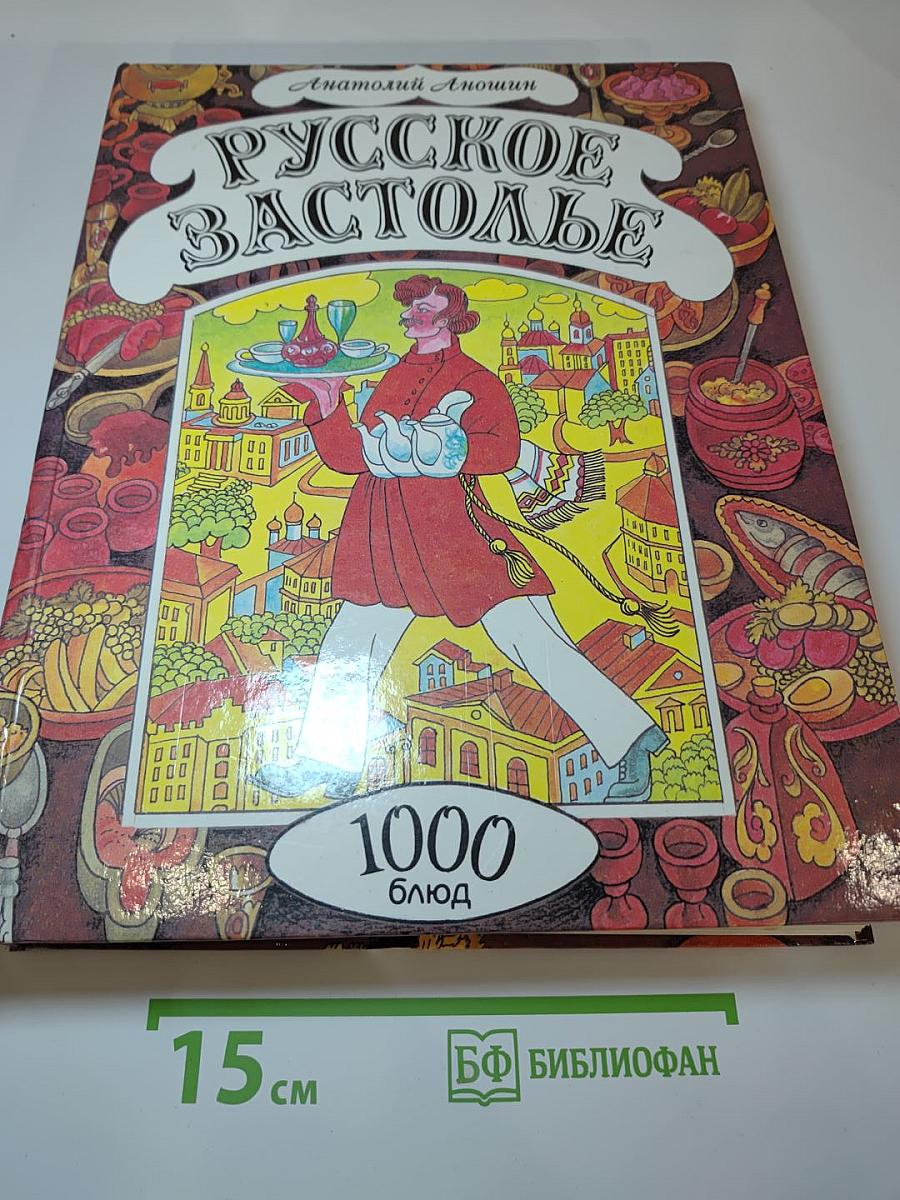 Анатолий Аношин
РУССКОЕ
ЗАСТОЛЬЕ
1000
блюд
15 см
БФ БИБЛИОФАН